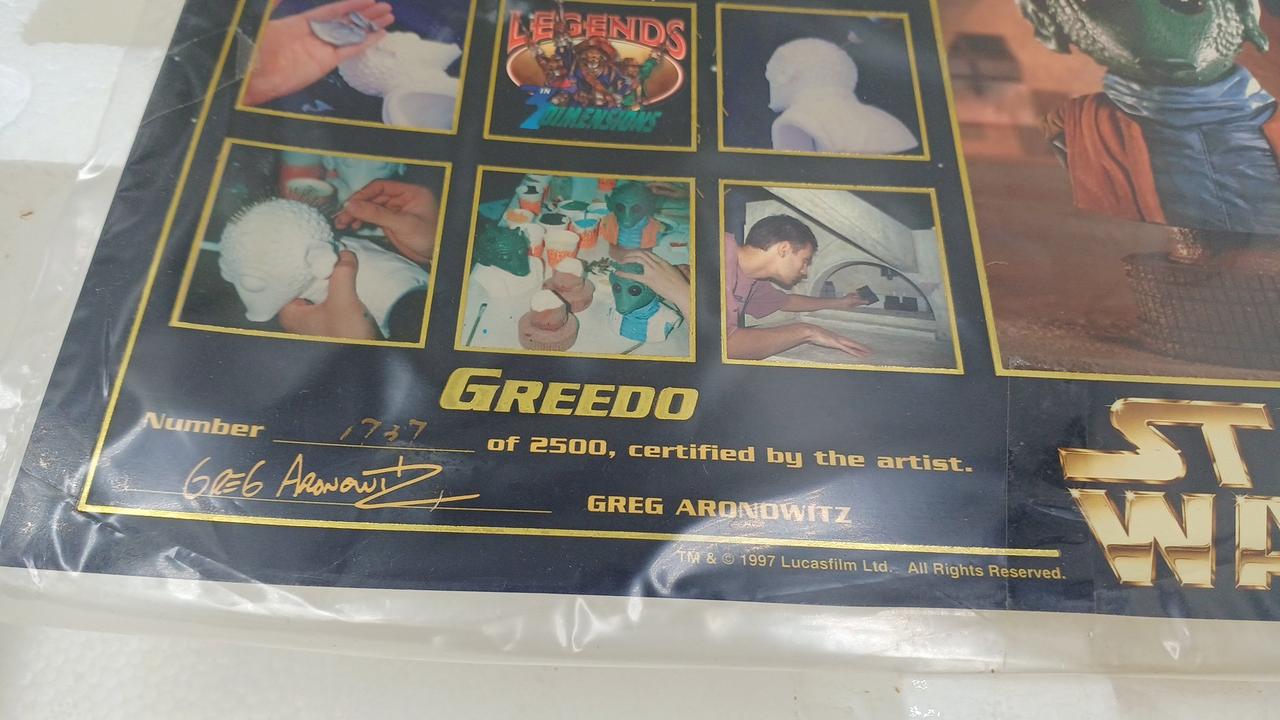 LEGENDS
IN
3 DIMENSIONS
GREEDO
Number 1737 of 2500, certified by the artist.
GREG ARONOWITZ GREG ARONOWITZ
TM & © 1997 Lucasfilm Ltd. All Rights Reserved.
ST
WA